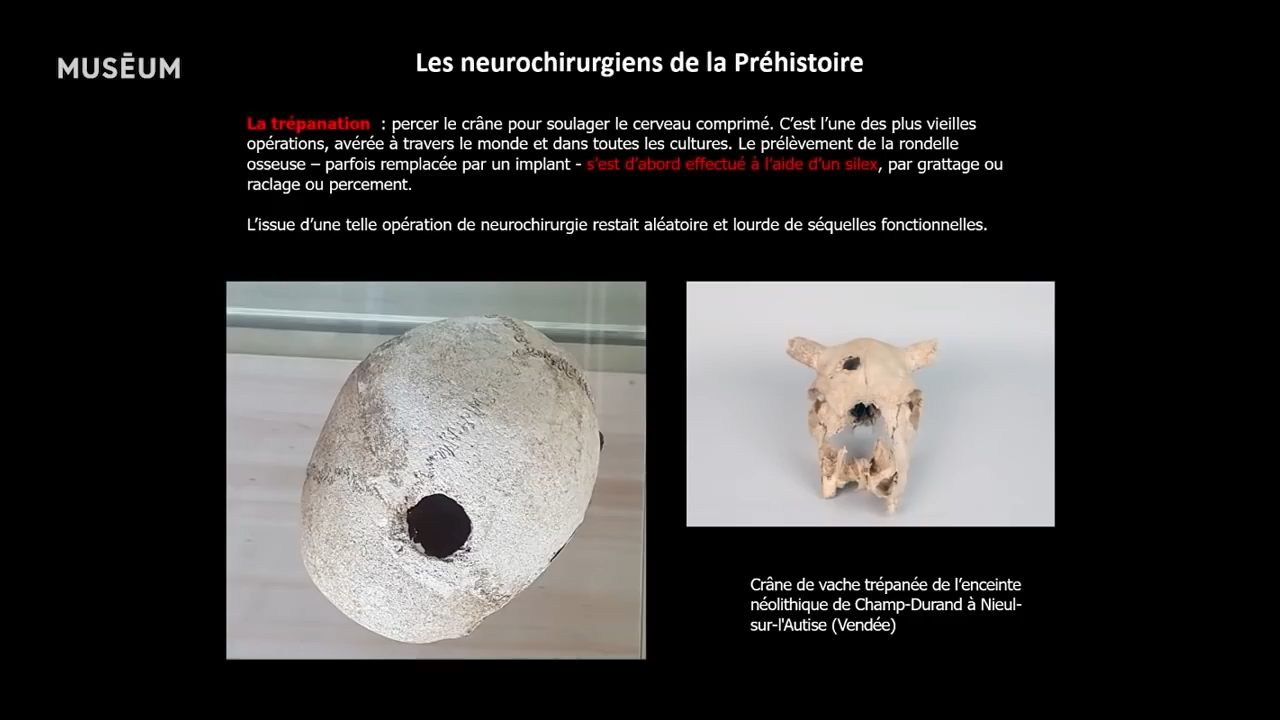 MUSĒUM
Les neurochirurgiens de la Préhistoire
La trépanation : percer le crâne pour soulager le cerveau comprimé. C’est l’une des plus vieilles
opérations, avérée à travers le monde et dans toutes les cultures. Le prélèvement de la rondelle
osseuse – parfois remplacée par un implant - s’est d’abord effectué à l’aide d’un silex, par grattage ou
raclage ou percement.
L’issue d’une telle opération de neurochirurgie restait aléatoire et lourde de séquelles fonctionnelles.
Crâne de vache trépanée de l’enceinte
néolithique de Champ-Durand à Nieul-
sur-l'Autise (Vendée)